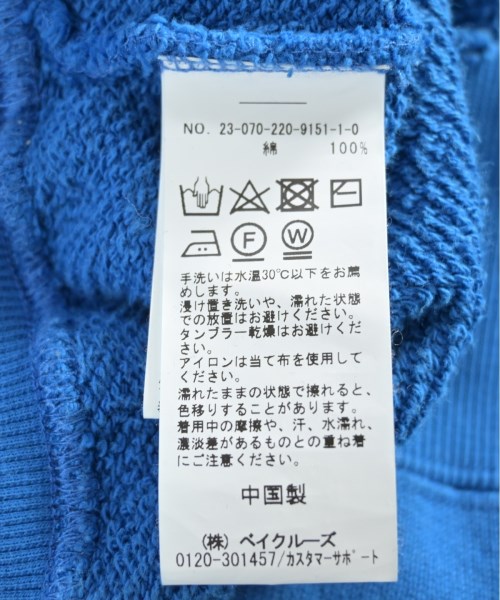 NO. 23-070-220-9151-1-0
綿 100%
F
W
手洗いは水温30℃以下をお薦
めします。
浸け置き洗いや、濡れた状態
での放置はお避けください。
タンブラー乾燥はお避けくださ
い。
アイロンは当て布を使用して
ください。
濡れたままの状態で擦れると、
色移りすることがあります。
着用中の摩擦や、汗、水濡れ、
濃淡差があるものとの重ね着
にご注意ください。
中国製
(株) ベイクルーズ
0120-301457/カスタマーサポート